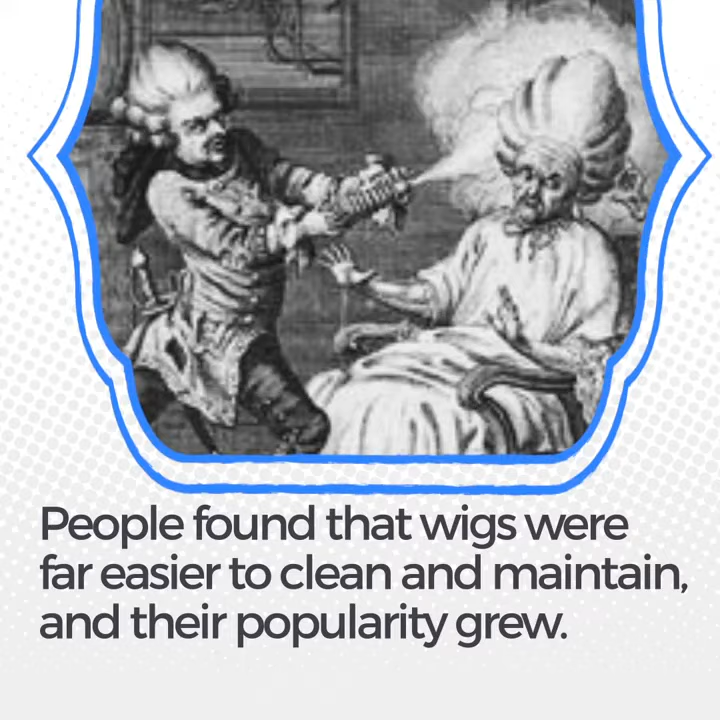 People found that wigs were
far easier to clean and maintain,
and their popularity grew.